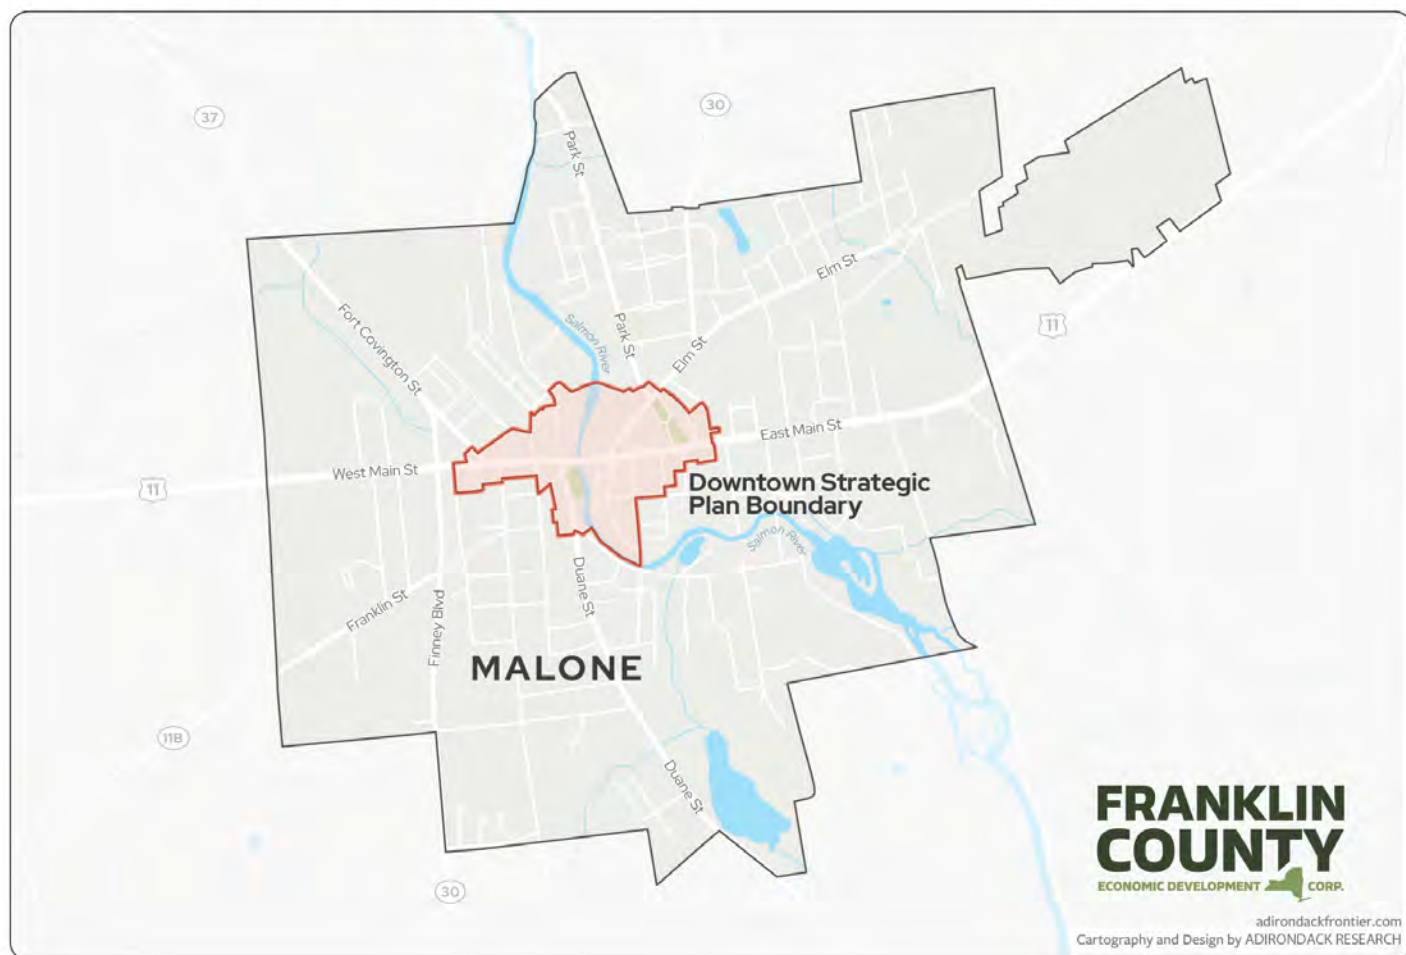 37
30
Park St
Elm St
Fort Covington St
Salmon River
Park St
Elm St
11
East Main St
West Main St
11
Downtown Strategic
Plan Boundary
Salmon River
Duane St
Franklin St
Finney Blvd
MALONE
11B
Duane St
30
FRANKLIN
COUNTY
ECONOMIC DEVELOPMENT CORP.
adirondackfrontier.com
Cartography and Design by ADIRONDACK RESEARCH